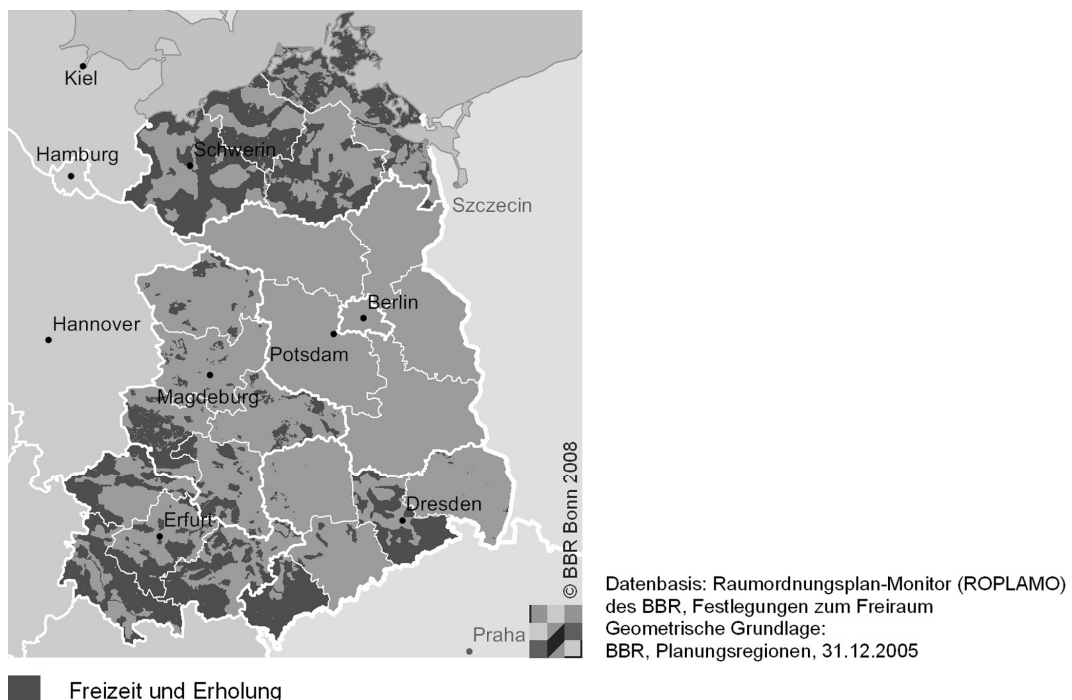 Kiel
Hamburg
Schwerin
Szczecin
Hannover
Berlin
Potsdam
Magdeburg
Dresden
Erfurt
Praha
© BBR Bonn 2008
Datenbasis: Raumordnungsplan-Monitor (ROPLAMO)
des BBR, Festlegungen zum Freiraum
Geometrische Grundlage:
BBR, Planungsregionen, 31.12.2005
Freizeit und Erholung